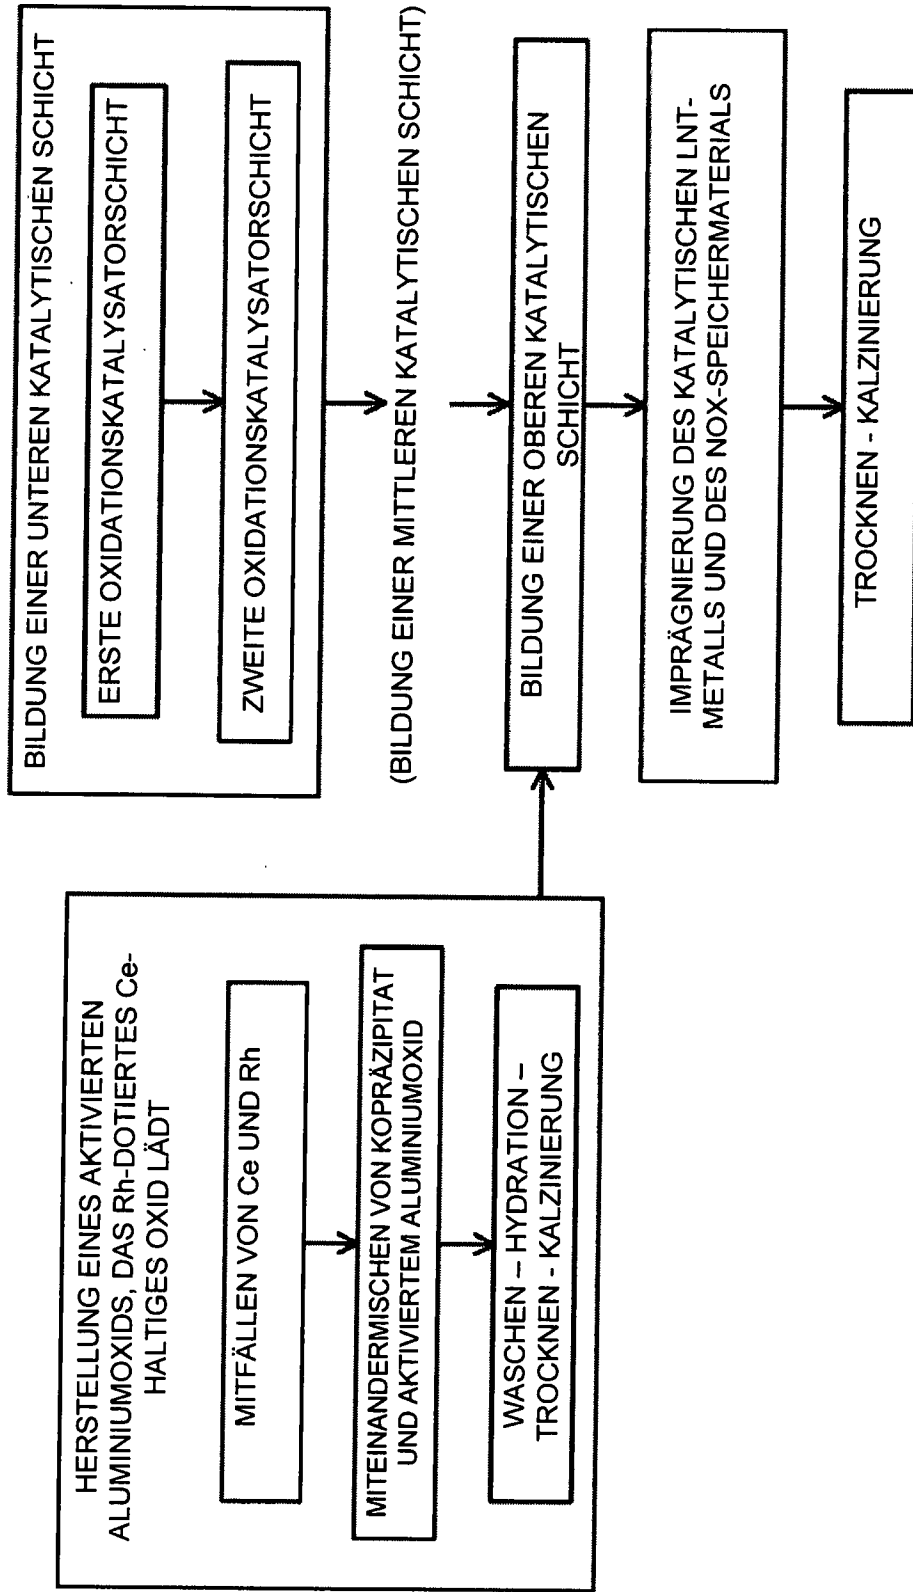 HERSTELLUNG EINES AKTIVIERTEN
ALUMINIUMOXIDS, DAS Rh-DOTIERTES Ce-
HALTIGES OXID LÄDT
MITFÄLLEN VON Ce UND Rh
MITEINANDERMISCHEN VON KOPRÄZIPITAT
UND AKTIVIERTEM ALUMINIUMOXID
WASCHEN – HYDRATION –
TROCKNEN - KALZINIERUNG
BILDUNG EINER UNTEREN KATALYTISCHEN SCHICHT
ERSTE OXIDATIONSKATALYSATORSCHICHT
ZWEITE OXIDATIONSKATALYSATORSCHICHT
(BILDUNG EINER MITTLEREN KATALYTISCHEN SCHICHT)
BILDUNG EINER OBEREN KATALYTISCHEN
SCHICHT
IMPRÄGNIERUNG DES KATALYTISCHEN LNT-
METALLS UND DES NOX-SPEICHERMATERIALS
TROCKNEN - KALZINIERUNG